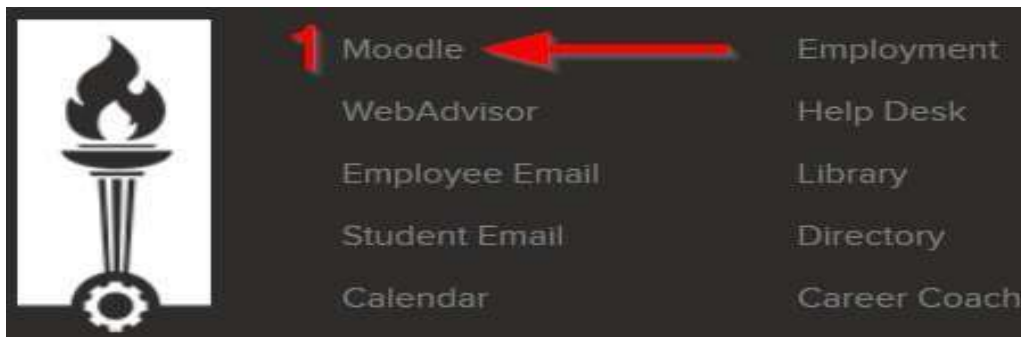 1 Moodle
WebAdvisor
Employee Email
Student Email
Calendar
Employment
Help Desk
Library
Directory
Career Coach